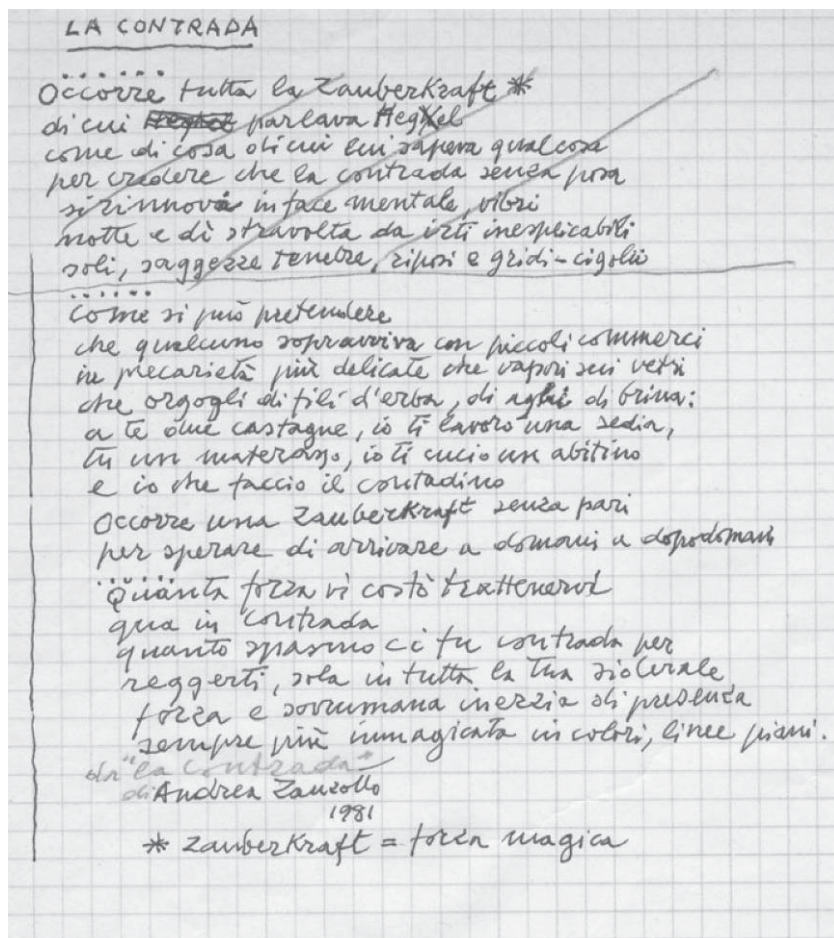 LA CONTRADA
.......
Occorre tutta la Zauberkraft *
di cui parlava Hegel
come di cosa di cui lui sapeva qualcosa
per credere che la contrada senza posa
si rinnova in face mentale, vibri
notte e dì stravolta da irti inesplicabili
soli, saggezze tenebre, riposi e gridi-cigolii
......
Come si può pretendere
che qualcuno sopravviva con piccoli commerci
in precarietà più delicate che vapori sui vetri
che orgogli di fili d'erba, di aghi di brina:
a te due castagne, io ti lavoro una sedia,
tu un materasso, io ti cucio un abitino
e io che faccio il contadino
Occorre una Zauberkraft senza pari
per sperare di arrivare a domani a dopodomani
.......
Quanta forza vi costò trattenervi
qua in contrada
quanto spasmo ci fu contrada per
reggerti, sola in tutta la tua
forza e sovrumana inerzia di presenza
sempre più immagicata in colori, linee piani.
da "la contrada"
di Andrea Zanzotto
1981
* Zauberkraft = forza magica